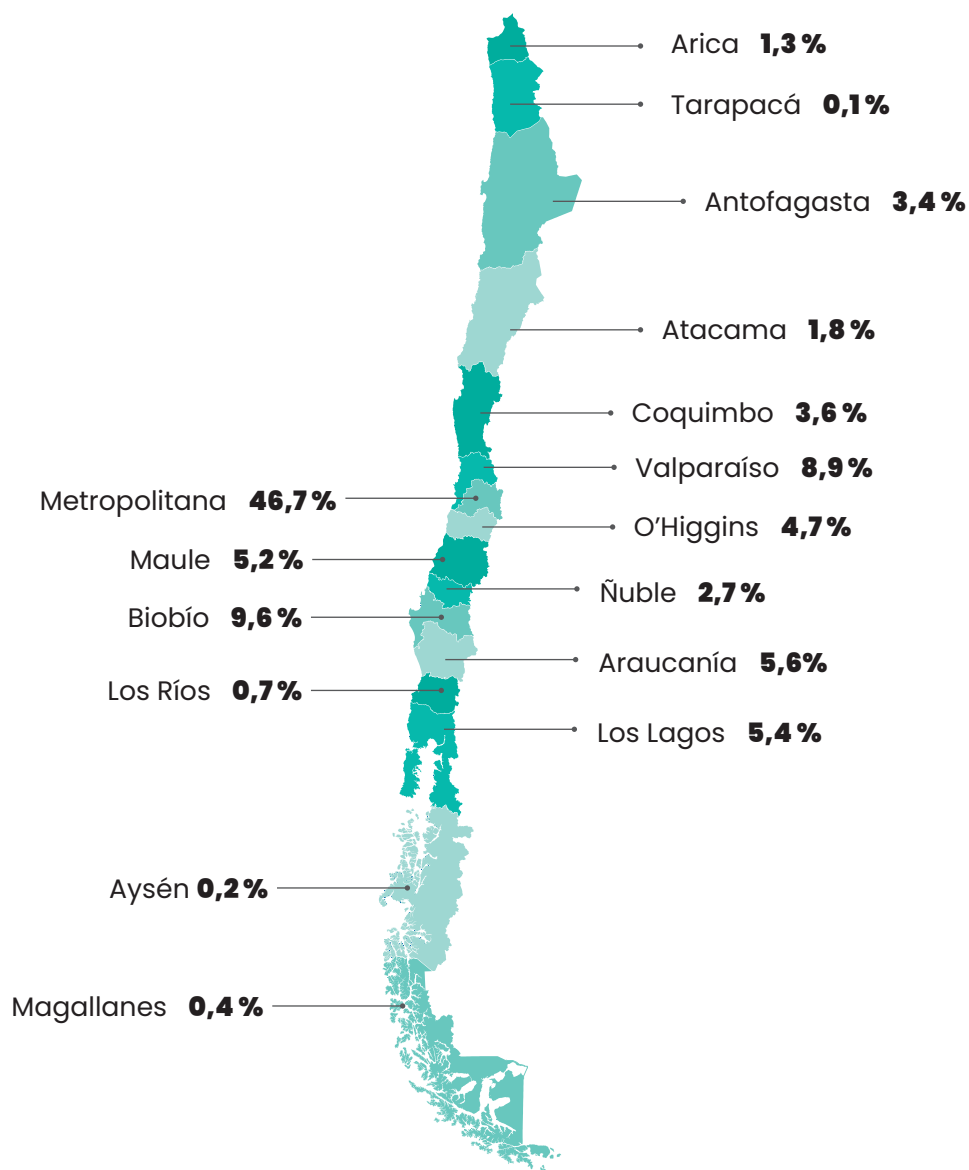 Arica 1,3 %
Tarapacá 0,1 %
Antofagasta 3,4 %
Atacama 1,8 %
Coquimbo 3,6 %
Valparaíso 8,9 %
Metropolitana 46,7 %
O’Higgins 4,7 %
Maule 5,2 %
Ñuble 2,7 %
Biobío 9,6 %
Araucanía 5,6%
Los Ríos 0,7 %
Los Lagos 5,4 %
Aysén 0,2 %
Magallanes 0,4 %